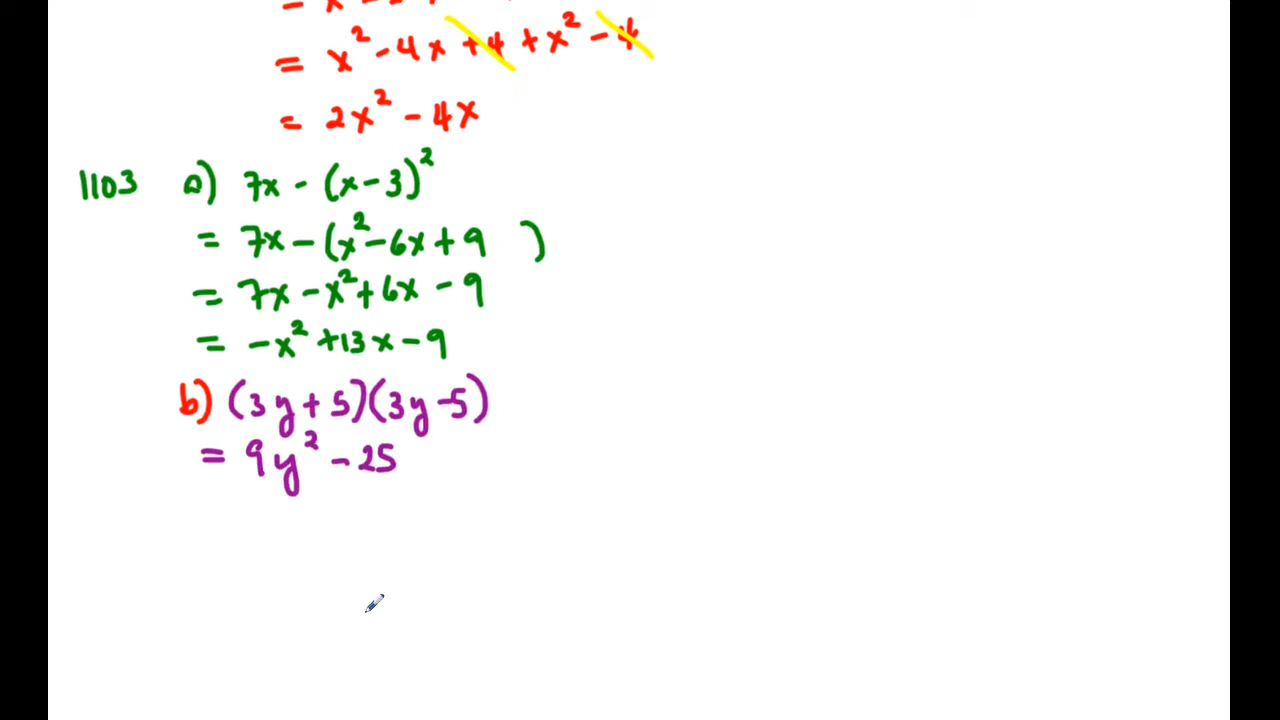 = x² - 4x + 4 + x² - 4
= 2x² - 4x
1103 a) 7x - (x - 3)²
= 7x - (x² - 6x + 9 )
= 7x - x² + 6x - 9
= -x² + 13x - 9
b) (3y + 5)(3y - 5)
= 9y² - 25